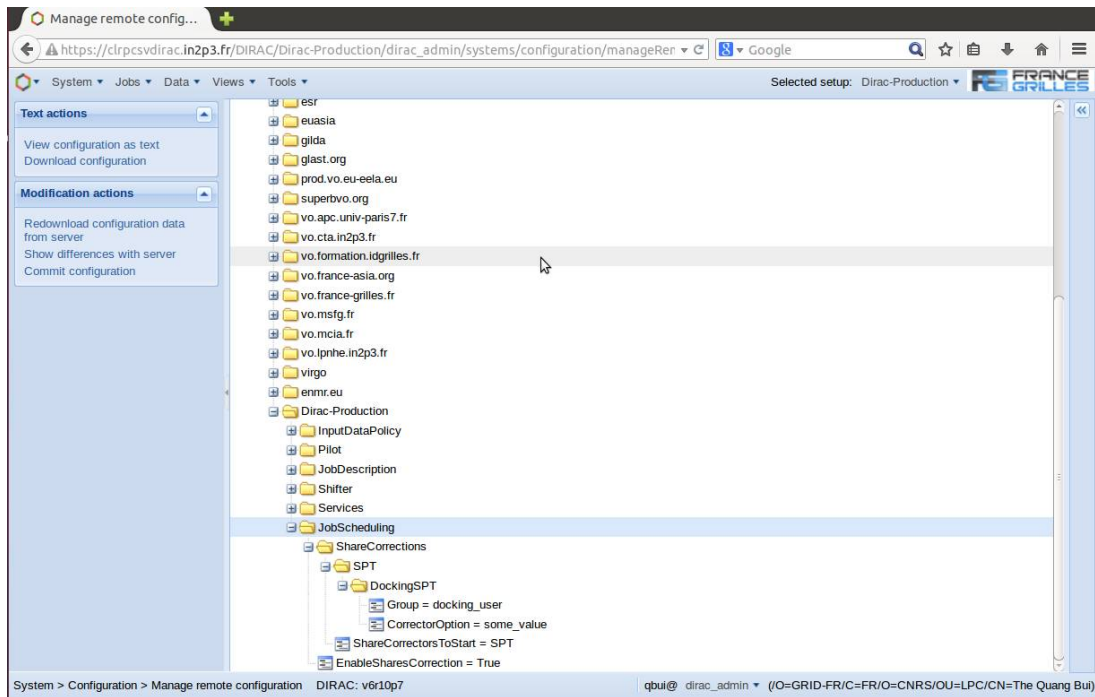 Manage remote config...
https://clrpcsvdirac.in2p3.fr/DIRAC/Dirac-Production/dirac_admin/systems/configuration/manageRer
Google
System Jobs Data Views Tools
Selected setup: Dirac-Production
FRANCE
GRILLES
Text actions
View configuration as text
Download configuration
Modification actions
Redownload configuration data
from server
Show differences with server
Commit configuration
esr
euasia
gilda
glast.org
prod.vo.eu-eela.eu
superbvo.org
vo.apc.univ-paris7.fr
vo.cta.in2p3.fr
vo.formation.idgrilles.fr
vo.france-asia.org
vo.france-grilles.fr
vo.msfg.fr
vo.mcia.fr
vo.lpnhe.in2p3.fr
virgo
enmr.eu
Dirac-Production
InputDataPolicy
Pilot
JobDescription
Shifter
Services
JobScheduling
ShareCorrections
SPT
DockingSPT
Group = docking_user
CorrectorOption = some_value
ShareCorrectorsToStart = SPT
EnableSharesCorrection = True
System > Configuration > Manage remote configuration DIRAC: v6r10p7
qbui@ dirac_admin (/O=GRID-FR/C=FR/O=CNRS/OU=LPC/CN=The Quang Bui)